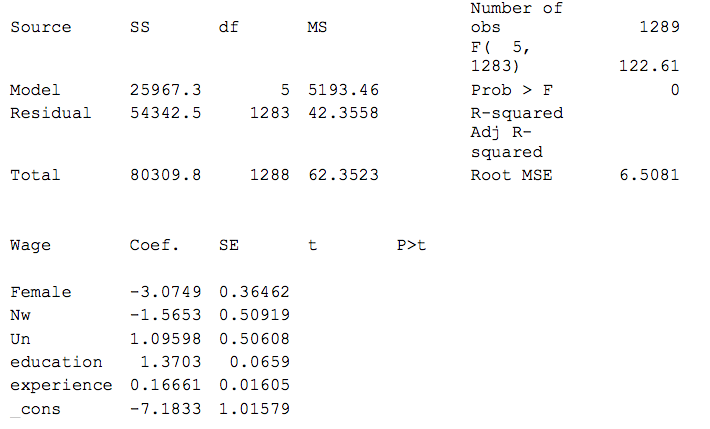 Number of
Source SS df MS obs 1289
F( 5,
1283) 122.61
Model 25967.3 5 5193.46 Prob > F 0
Residual 54342.5 1283 42.3558 R-squared
Adj R-
squared
Total 80309.8 1288 62.3523 Root MSE 6.5081
Wage Coef. SE t P>t
Female -3.0749 0.36462
Nw -1.5653 0.50919
Un 1.09598 0.50608
education 1.3703 0.0659
experience 0.16661 0.01605
_cons -7.1833 1.01579